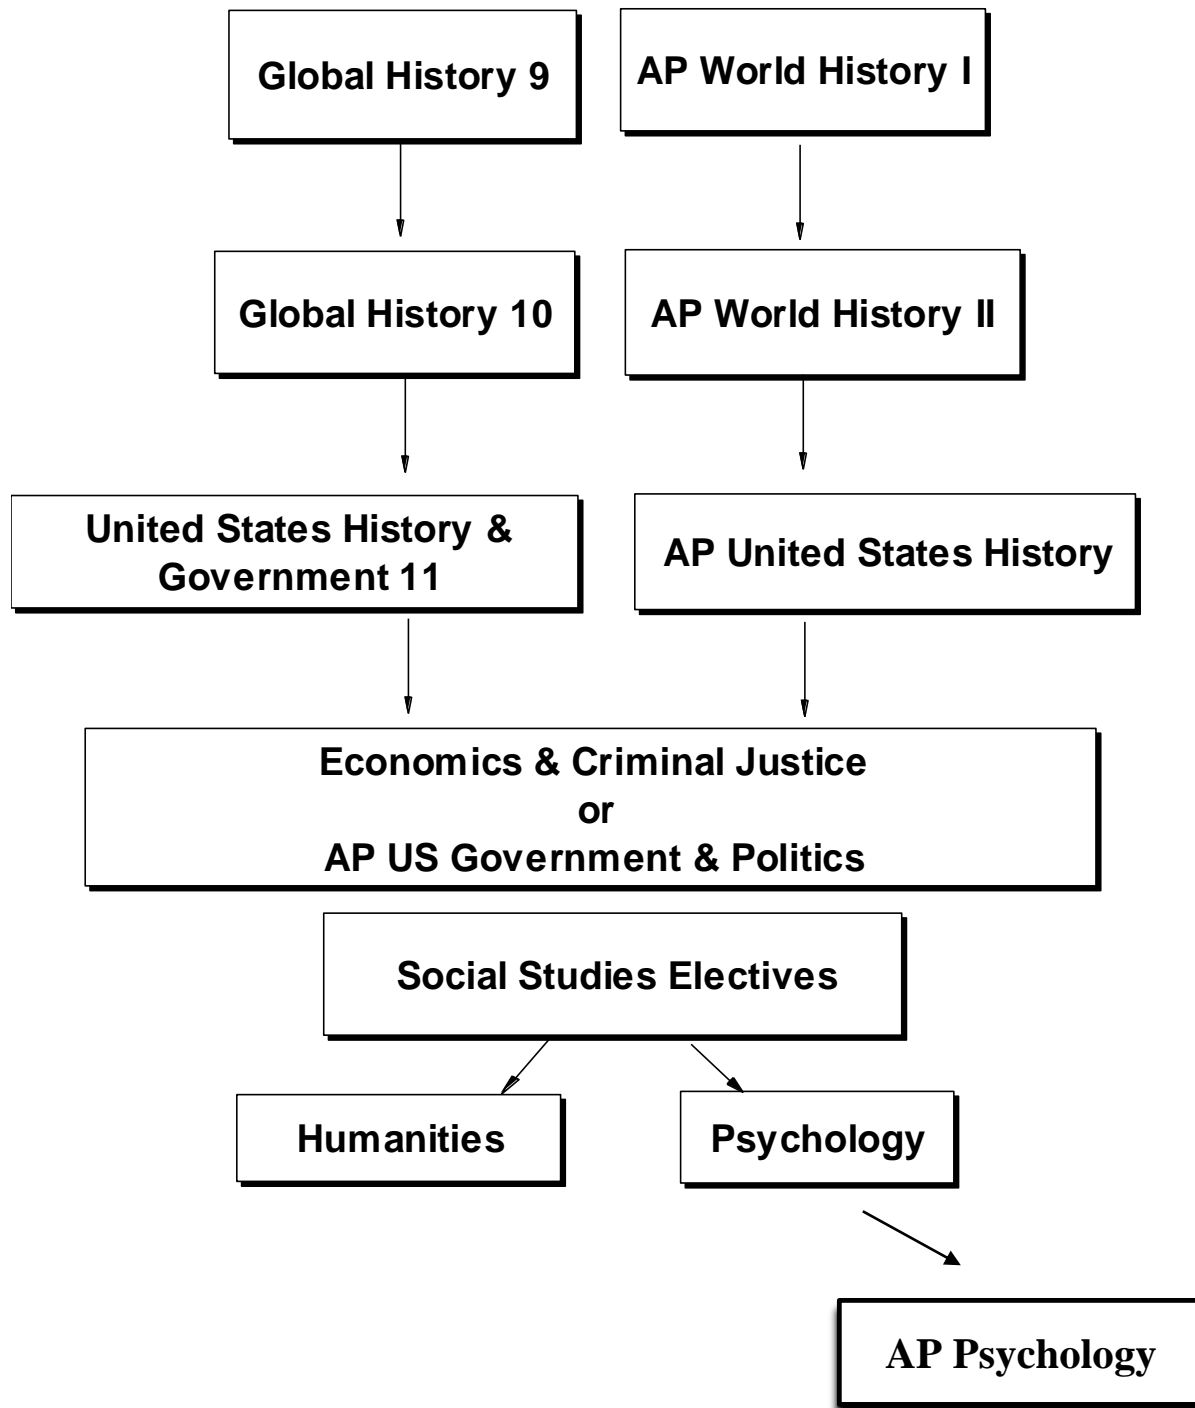 Global History 9
AP World History I
Global History 10
AP World History II
United States History &
Government 11
AP United States History
Economics & Criminal Justice
or
AP US Government & Politics
Social Studies Electives
Humanities
Psychology
AP Psychology